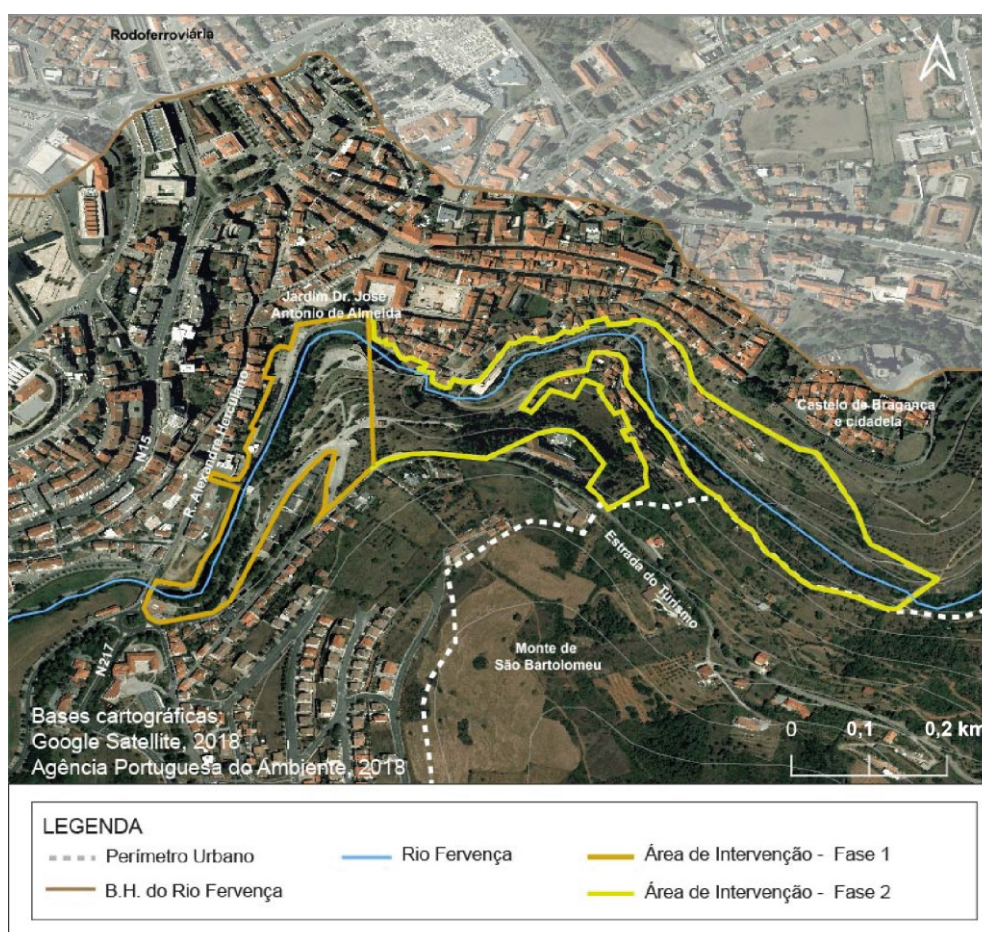 Rodoferroviária
Jardim Dr. José
António de Almeida
R. Alexandre Herculano
N15
Castelo de Bragança
e cidadela
Estrada do Turismo
Monte de
São Bartolomeu
N217
Bases cartográficas:
Google Satellite, 2018
Agência Portuguesa do Ambiente, 2018
0 0,1 0,2 km
LEGENDA
Perímetro Urbano
Rio Fervença
Área de Intervenção - Fase 1
B.H. do Rio Fervença
Área de Intervenção - Fase 2